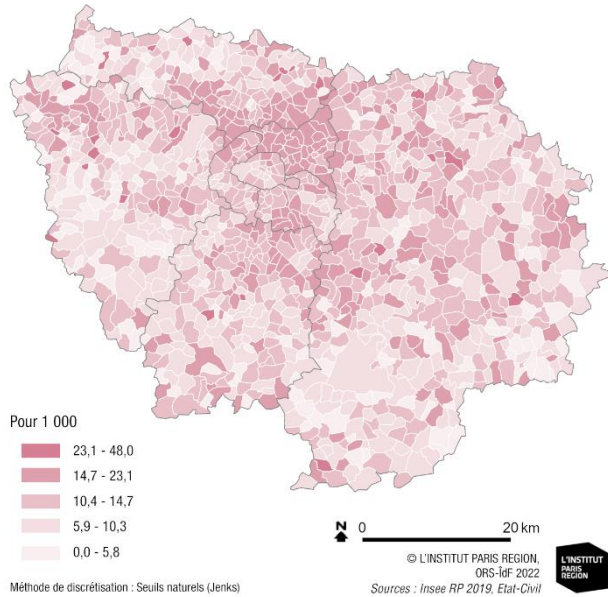 Pour 1 000
23,1 - 48,0
14,7 - 23,1
10,4 - 14,7
5,9 - 10,3
0,0 - 5,8
Méthode de discrétisation : Seuils naturels (Jenks)
N 0 20 km
© L'INSTITUT PARIS REGION,
ORS-ÎdF 2022
Sources : Insee RP 2019, Etat-Civil
L'INSTITUT
PARIS
REGION